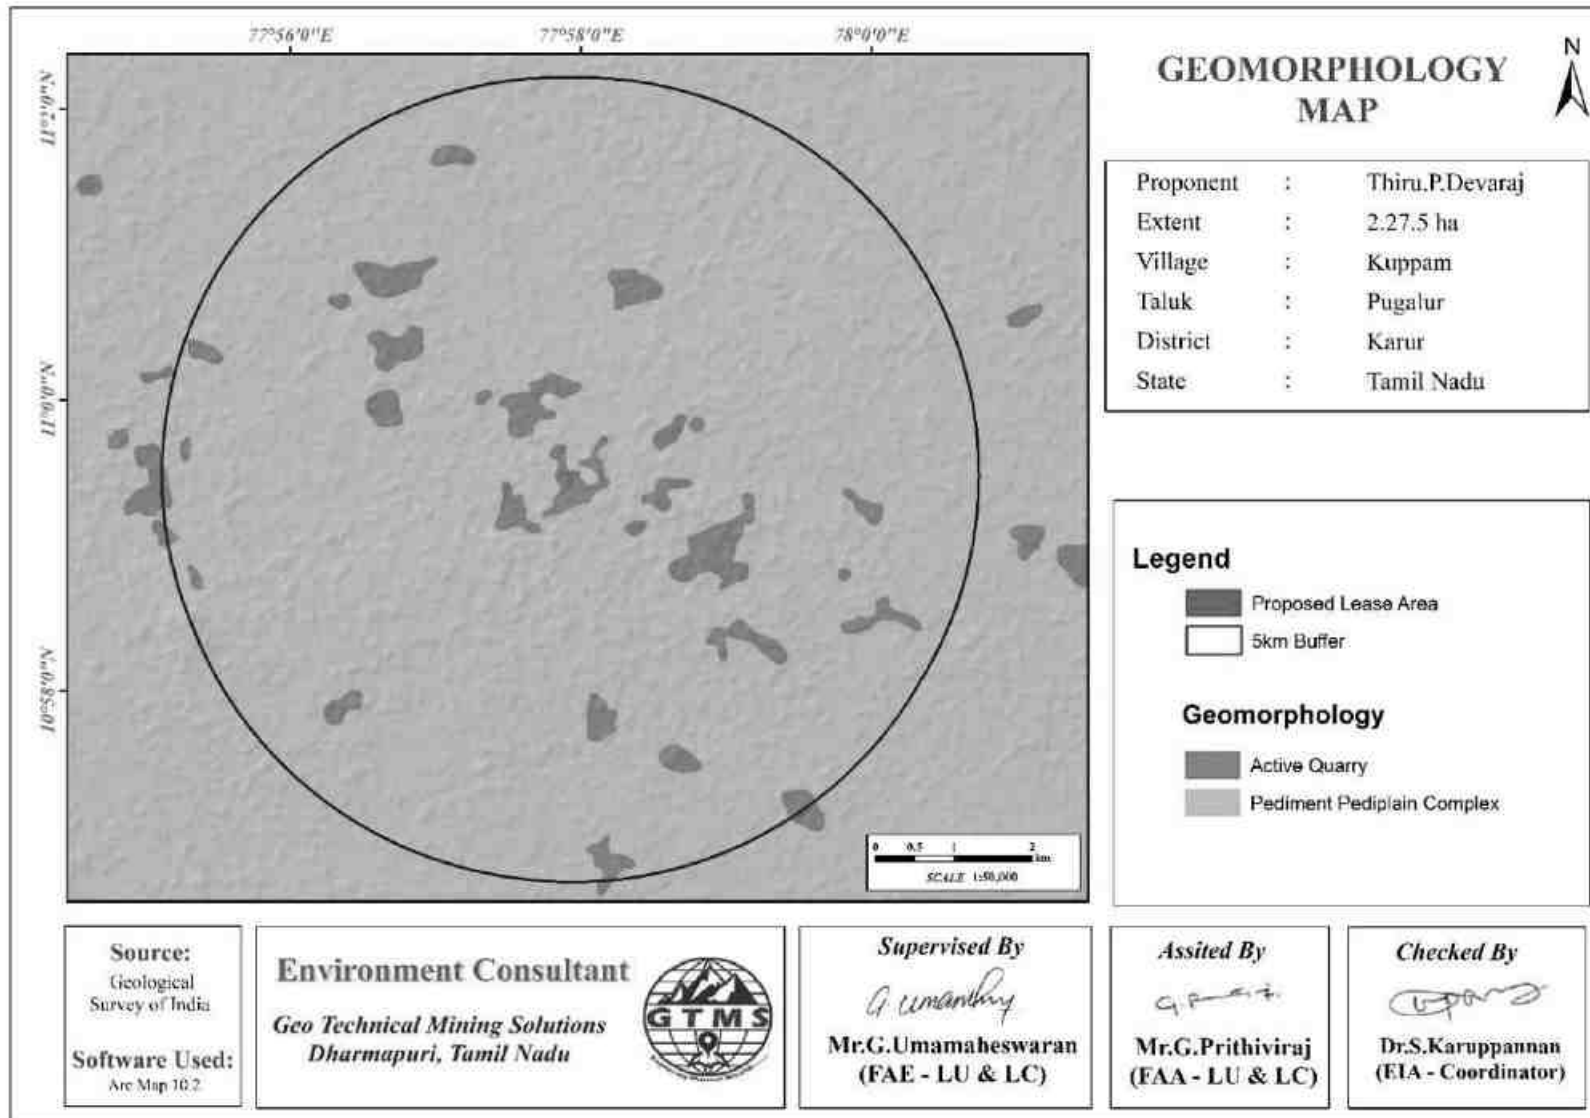 77°56'0"E
77°58'0"E
78°0'0"E
11°2'0"N
11°0'0"N
10°58'0"N
GEOMORPHOLOGY
MAP
N
Proponent : Thiru.P.Devaraj
Extent : 2.27.5 ha
Village : Kuppam
Taluk : Pugalur
District : Karur
State : Tamil Nadu
Legend
Proposed Lease Area
5km Buffer
Geomorphology
Active Quarry
Pediment Pediplain Complex
0 0.5 1 2
km
SCALE 1:50,000
Source:
Geological
Survey of India
Software Used:
Arc Map 10.2
Environment Consultant
Geo Technical Mining Solutions
Dharmapuri, Tamil Nadu
GTMS
Supervised By
G. Umamhny
Mr.G.Umamaheswaran
(FAE - LU & LC)
Assited By
Mr.G.Prithiviraj
(FAA - LU & LC)
Checked By
Dr.S.Karuppannan
(EIA - Coordinator)